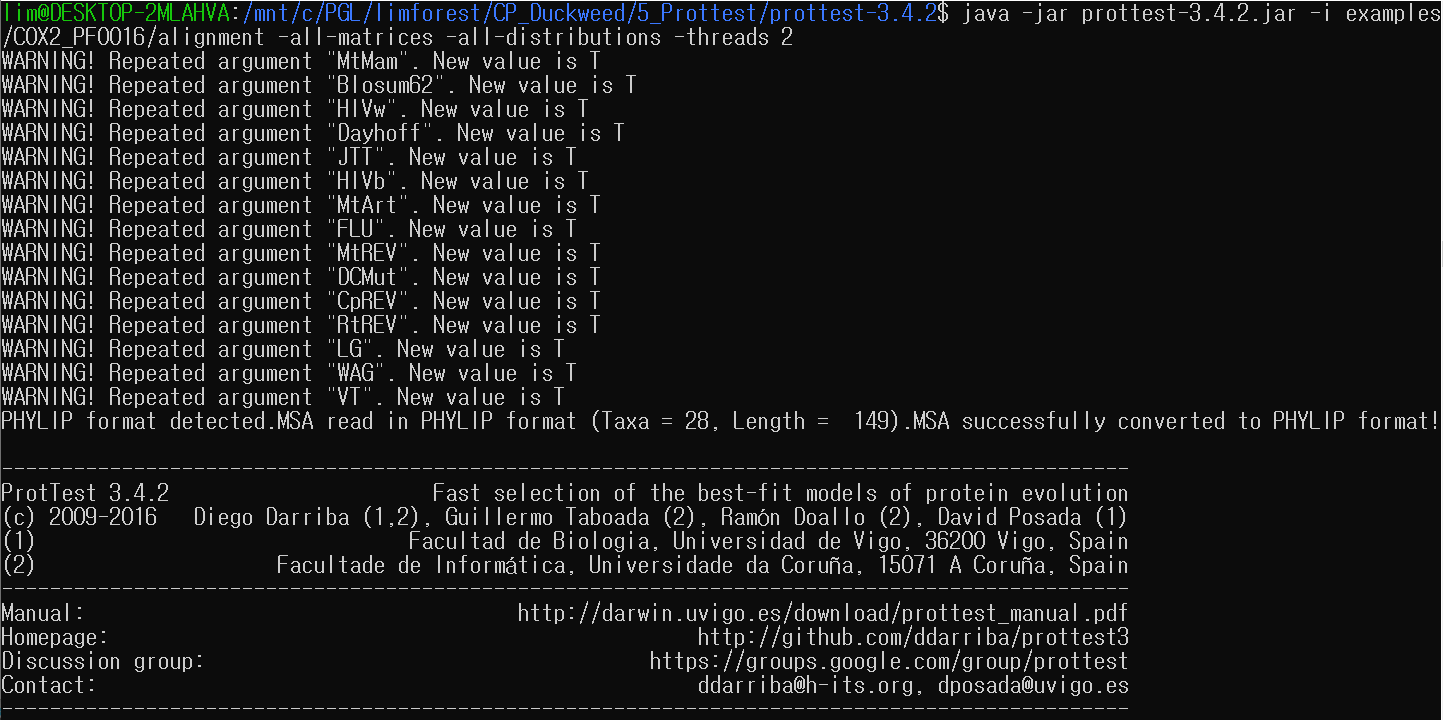 lim@DESKTOP-2MLAHVA:/mnt/c/PGL/limforest/CP_Duckweed/5_Prottest/prottest-3.4.2$ java -jar prottest-3.4.2.jar -i examples
/COX2_PF0016/alignment -all-matrices -all-distributions -threads 2
WARNING! Repeated argument "MtMam". New value is T
WARNING! Repeated argument "Blosum62". New value is T
WARNING! Repeated argument "HIVw". New value is T
WARNING! Repeated argument "Dayhoff". New value is T
WARNING! Repeated argument "JTT". New value is T
WARNING! Repeated argument "HIVb". New value is T
WARNING! Repeated argument "MtArt". New value is T
WARNING! Repeated argument "FLU". New value is T
WARNING! Repeated argument "MtREV". New value is T
WARNING! Repeated argument "DCMut". New value is T
WARNING! Repeated argument "CpREV". New value is T
WARNING! Repeated argument "RtREV". New value is T
WARNING! Repeated argument "LG". New value is T
WARNING! Repeated argument "WAG". New value is T
WARNING! Repeated argument "VT". New value is T
PHYLIP format detected.MSA read in PHYLIP format (Taxa = 28, Length =  149).MSA successfully converted to PHYLIP format!
----------------------------------------------------------------------------------------------
ProtTest 3.4.2                      Fast selection of the best-fit models of protein evolution
(c) 2009-2016   Diego Darriba (1,2), Guillermo Taboada (2), Ramón Doallo (2), David Posada (1)
(1)                               Facultad de Biologia, Universidad de Vigo, 36200 Vigo, Spain
(2)                    Facultade de Informática, Universidade da Coruña, 15071 A Coruña, Spain
----------------------------------------------------------------------------------------------
Manual:                                    http://darwin.uvigo.es/download/prottest_manual.pdf
Homepage:                                                 http://github.com/ddarriba/prottest3
Discussion group:                                     https://groups.google.com/group/prottest
Contact:                                                  ddarriba@h-its.org, dposada@uvigo.es
----------------------------------------------------------------------------------------------